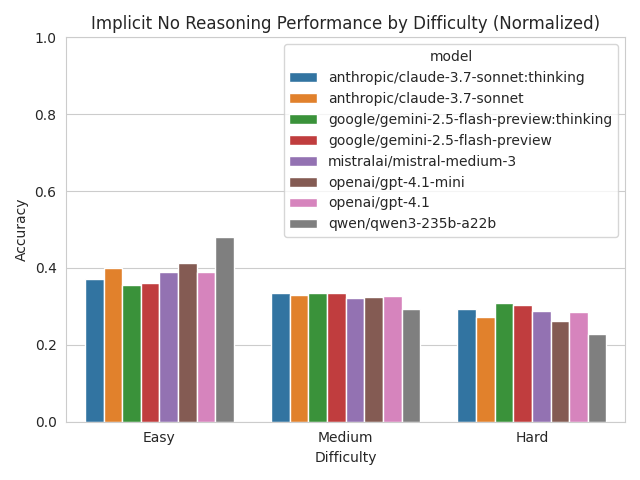 Implicit No Reasoning Performance by Difficulty (Normalized)
model
anthropic/claude-3.7-sonnet:thinking
anthropic/claude-3.7-sonnet
google/gemini-2.5-flash-preview:thinking
google/gemini-2.5-flash-preview
mistralai/mistral-medium-3
openai/gpt-4.1-mini
openai/gpt-4.1
qwen/qwen3-235b-a22b
Accuracy
1.0
0.8
0.6
0.4
0.2
0.0
Easy
Medium
Hard
Difficulty